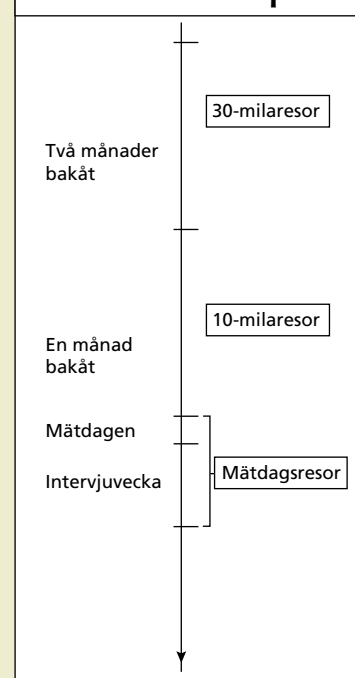 30-milaresor
Två månader
bakåt
10-milaresor
En månad
bakåt
Mätdagen
Mätdagsresor
Intervjuvecka